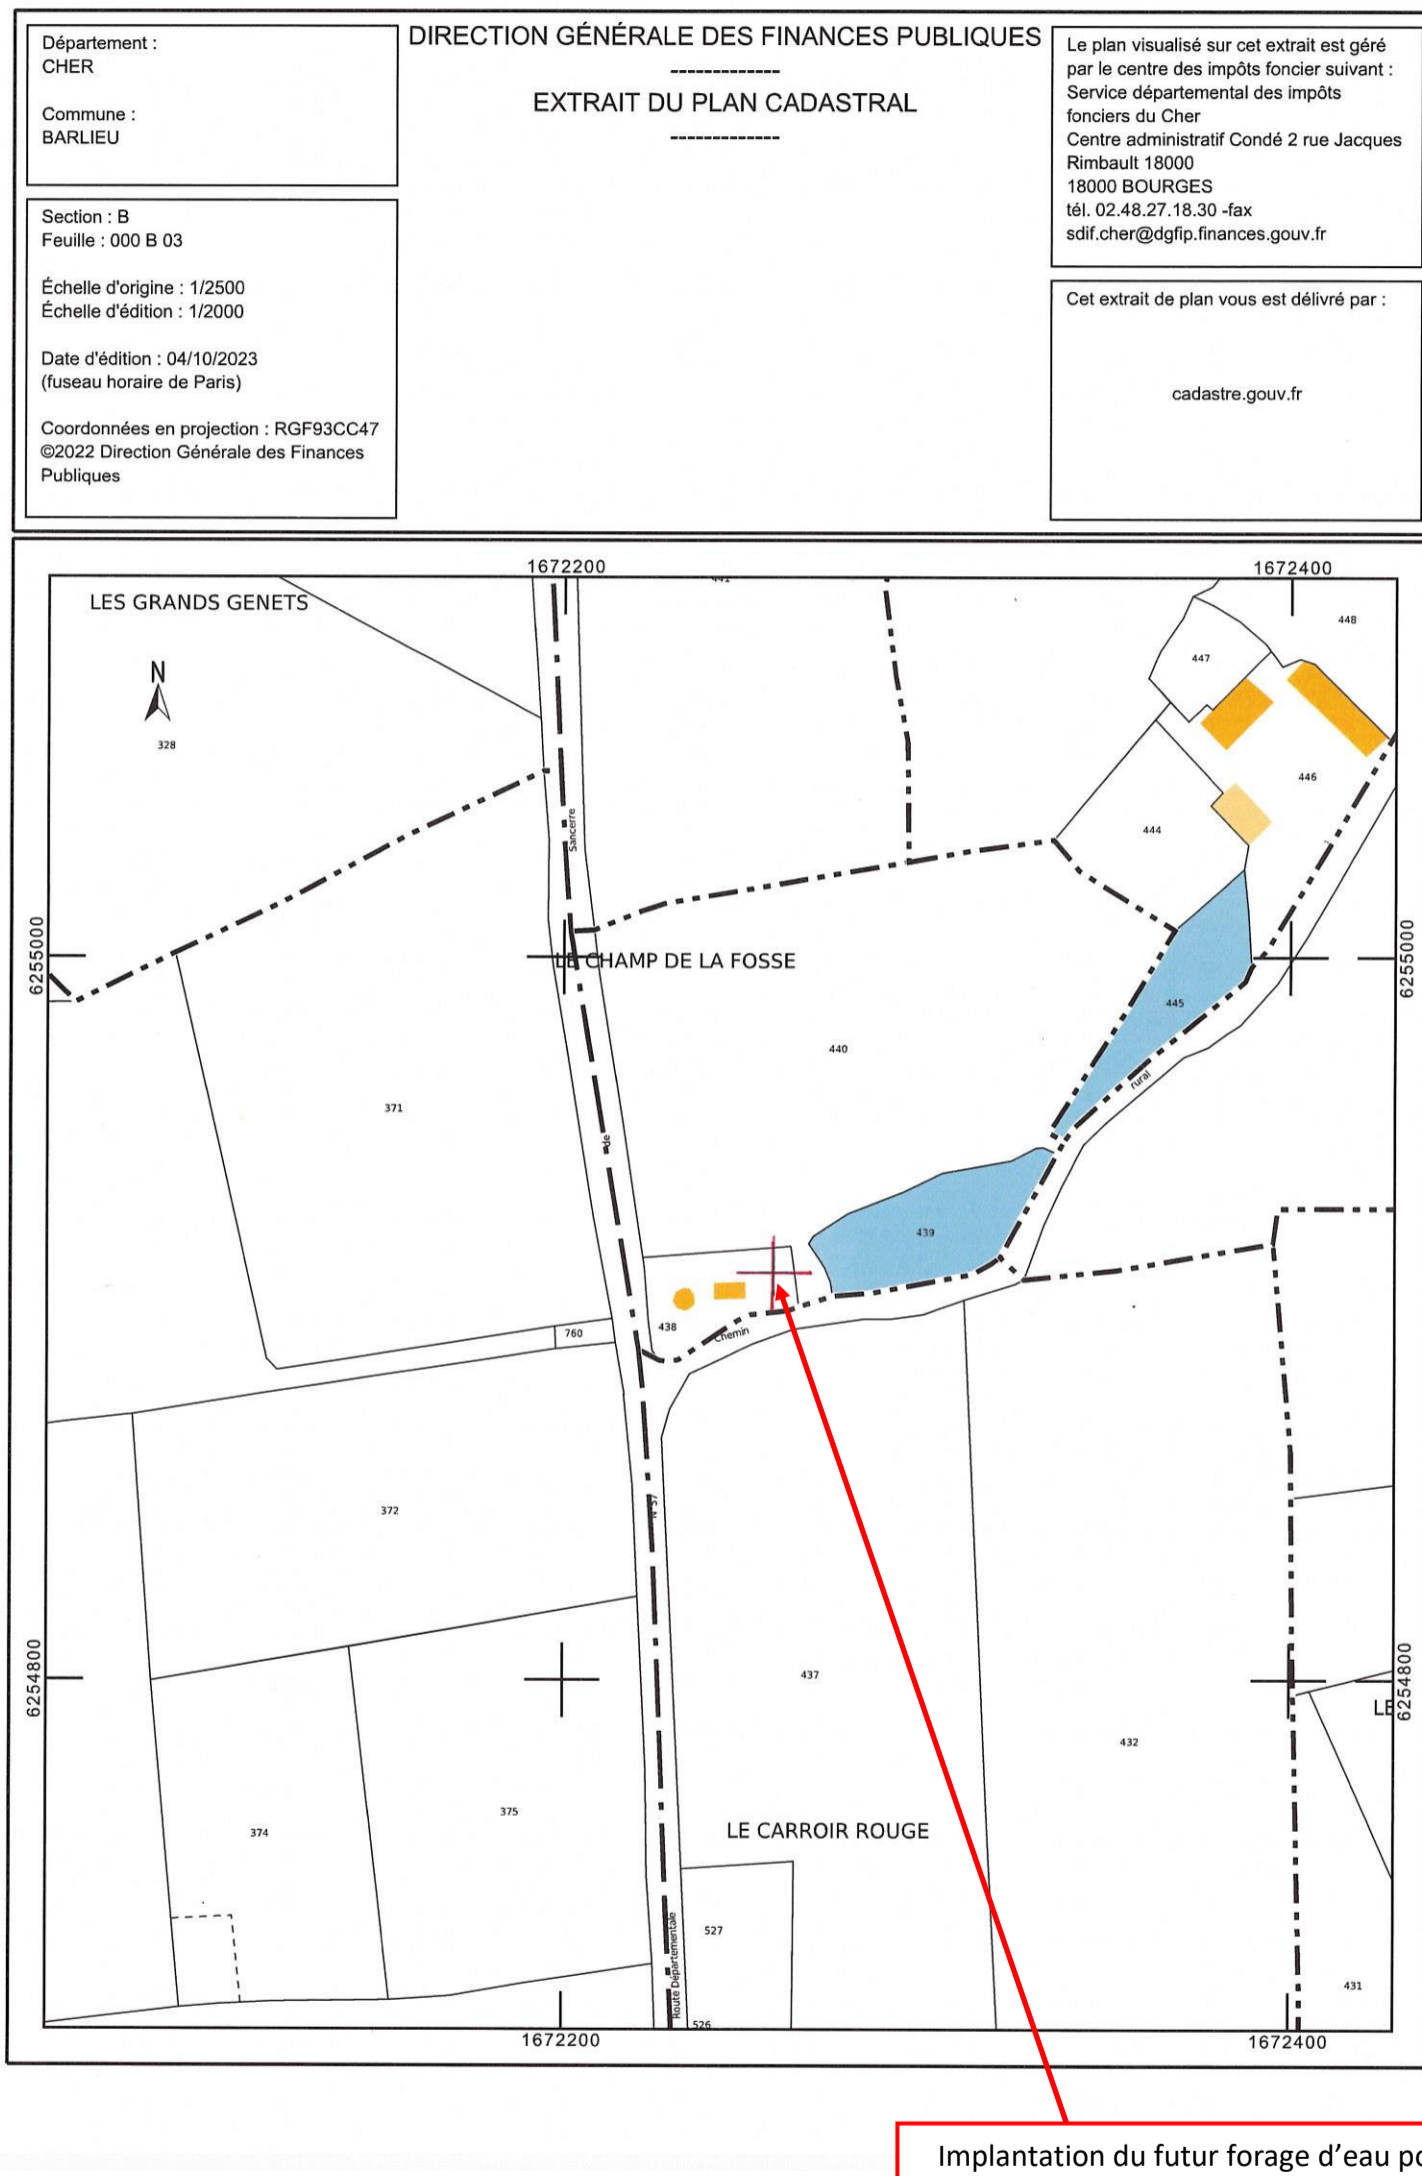 Département :
CHER
Commune :
BARLIEU
Section : B
Feuille : 000 B 03
Échelle d'origine : 1/2500
Échelle d'édition : 1/2000
Date d'édition : 04/10/2023
(fuseau horaire de Paris)
Coordonnées en projection : RGF93CC47
©2022 Direction Générale des Finances
Publiques
DIRECTION GÉNÉRALE DES FINANCES PUBLIQUES
-------------
EXTRAIT DU PLAN CADASTRAL
-------------
Le plan visualisé sur cet extrait est géré
par le centre des impôts foncier suivant :
Service départemental des impôts
fonciers du Cher
Centre administratif Condé 2 rue Jacques
Rimbault 18000
18000 BOURGES
tél. 02.48.27.18.30 -fax
sdif.cher@dgfip.finances.gouv.fr
Cet extrait de plan vous est délivré par :
cadastre.gouv.fr
1672200
1672400
LES GRANDS GENETS
441
448
N
447
328
446
Sancerre
444
6255000
LE CHAMP DE LA FOSSE
6255000
445
440
rural
371
de
439
438
Chemin
760
N°57
372
6254800
437
6254800
LE
432
375
374
LE CARROIR ROUGE
527
Route Départementale
431
526
1672200
1672400
Implantation du futur forage d'eau po